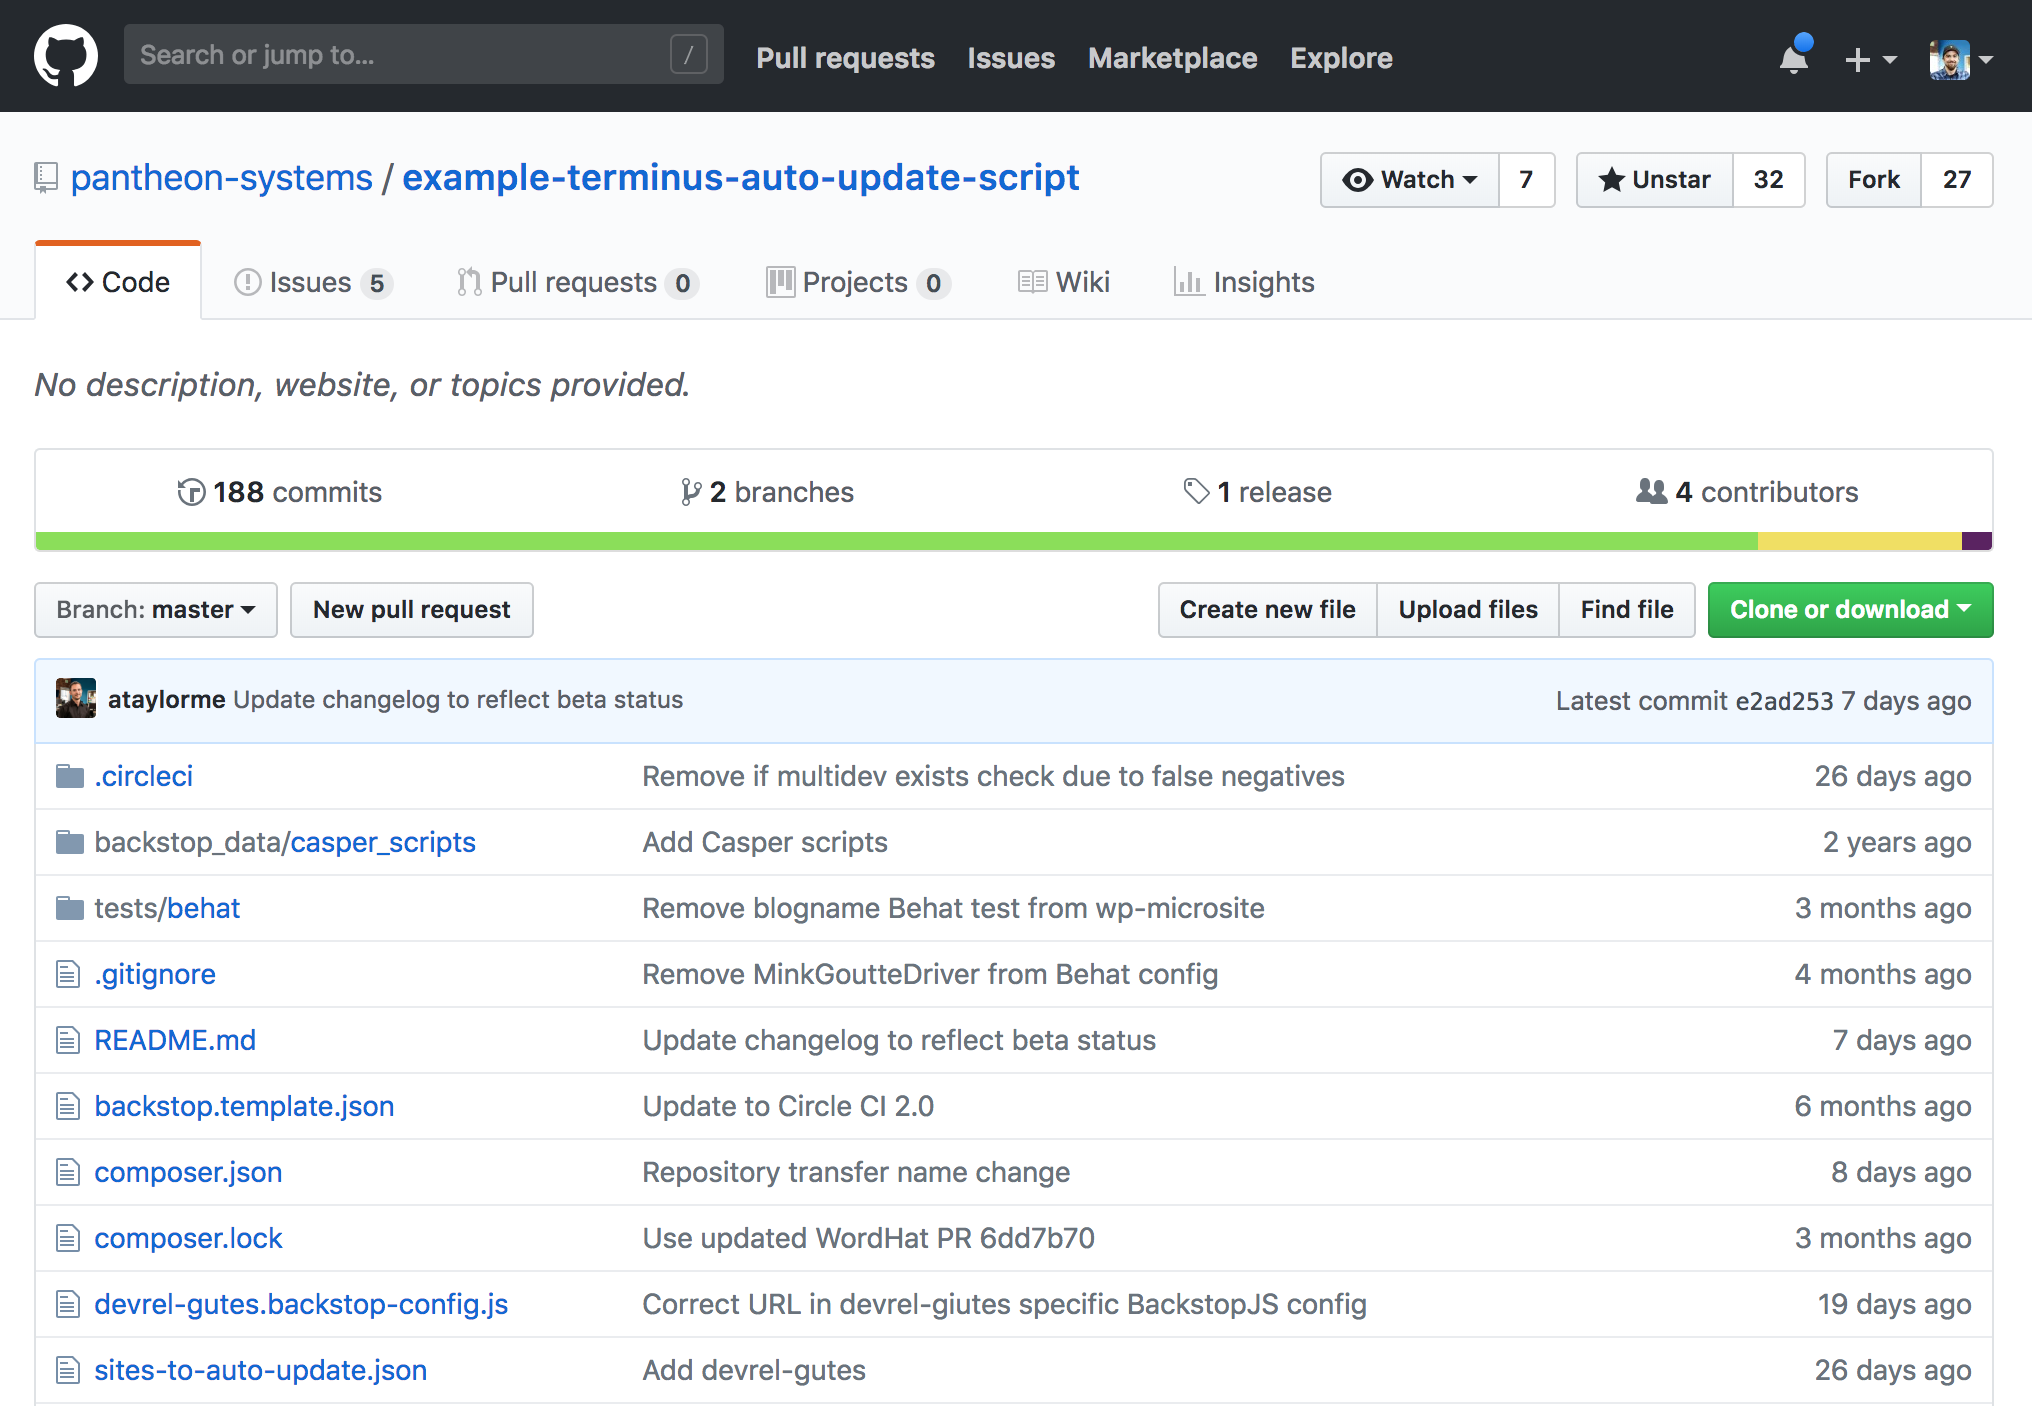 Search or jump to... /
Pull requests Issues Marketplace Explore
pantheon-systems / example-terminus-auto-update-script
Watch 7 Unstar 32 Fork 27
Code Issues 5 Pull requests 0 Projects 0 Wiki Insights
No description, website, or topics provided.
188 commits 2 branches 1 release 4 contributors
Branch: master New pull request Create new file Upload files Find file Clone or download
ataylorme Update changelog to reflect beta status Latest commit e2ad253 7 days ago
.circleci Remove if multidev exists check due to false negatives 26 days ago
backstop_data/casper_scripts Add Casper scripts 2 years ago
tests/behat Remove blogname Behat test from wp-microsite 3 months ago
.gitignore Remove MinkGoutteDriver from Behat config 4 months ago
README.md Update changelog to reflect beta status 7 days ago
backstop.template.json Update to Circle CI 2.0 6 months ago
composer.json Repository transfer name change 8 days ago
composer.lock Use updated WordHat PR 6dd7b70 3 months ago
devrel-gutes.backstop-config.js Correct URL in devrel-giutes specific BackstopJS config 19 days ago
sites-to-auto-update.json Add devrel-gutes 26 days ago